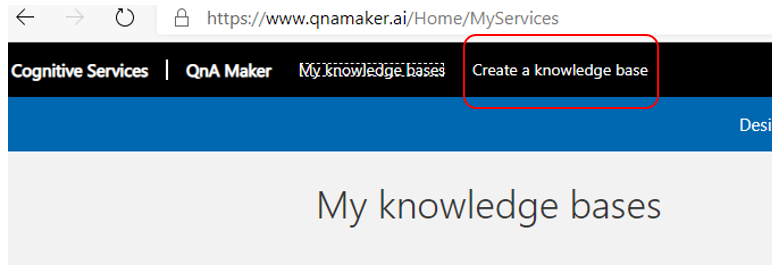 https://www.qnamaker.ai/Home/MyServices
Cognitive Services | QnA Maker My knowledge bases Create a knowledge base
Desi
My knowledge bases